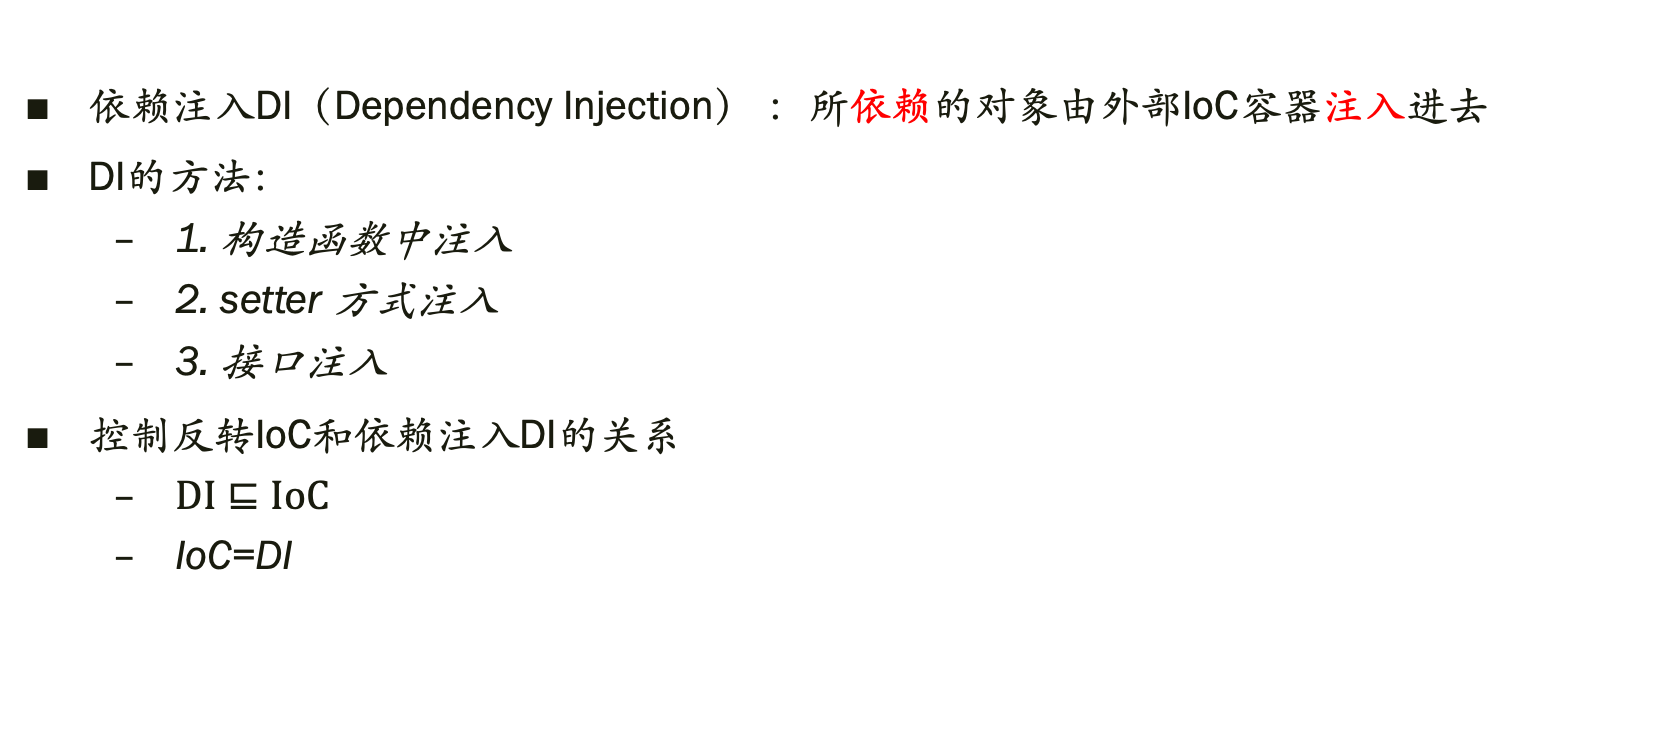 ■ 依赖注入DI（Dependency Injection）：所依赖的对象由外部IoC容器注入进去
■ DI的方法：
– 1. 构造函数中注入
– 2. setter 方式注入
– 3. 接口注入
■ 控制反转IoC和依赖注入DI的关系
– DI ⊑ IoC
– IoC=DI